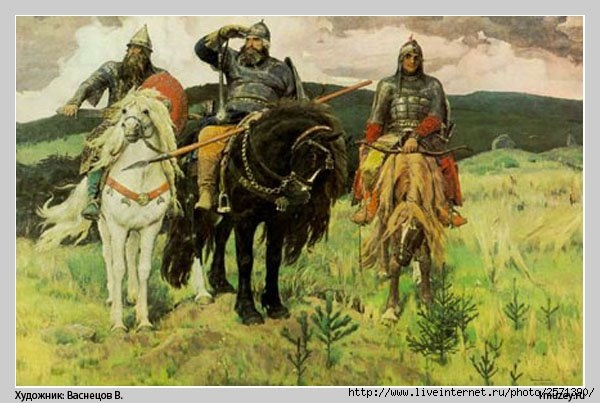 Художник: Васнецов В.
http://www.liveinternet.ru/photo/2571390/